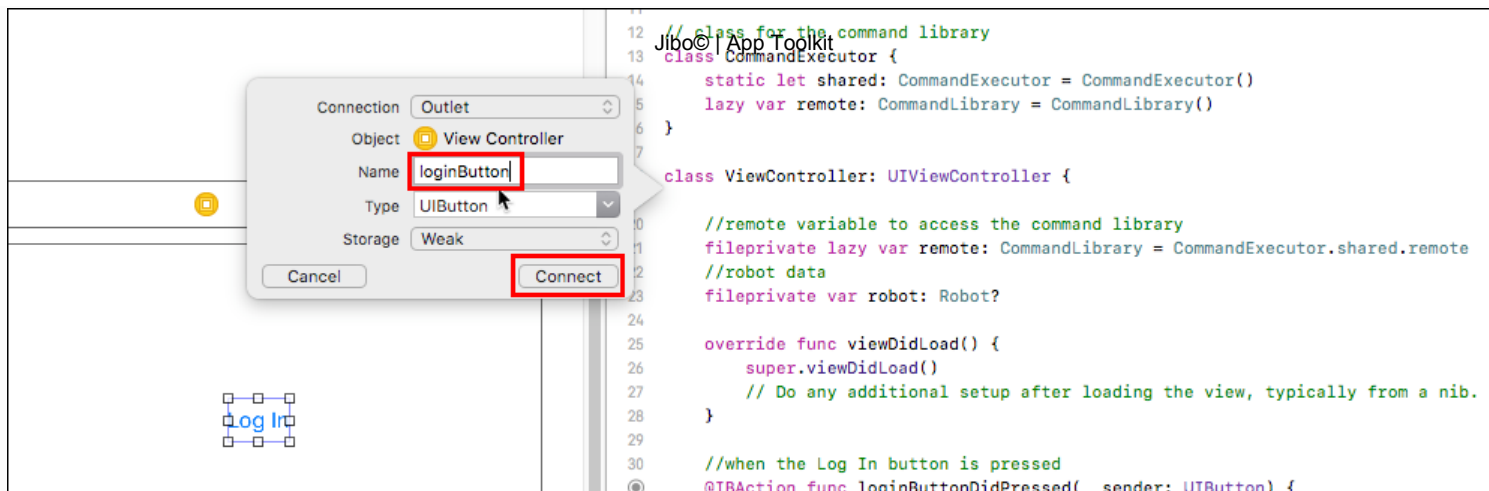 Jibo© | App Toolkit
Connection Outlet
Object View Controller
Name loginButton
Type UIButton
Storage Weak
Cancel Connect
Log In
11
12 // class for the command library
13 class CommandExecutor {
14 static let shared: CommandExecutor = CommandExecutor()
5 lazy var remote: CommandLibrary = CommandLibrary()
6 }
7
class ViewController: UIViewController {
20 //remote variable to access the command library
21 fileprivate lazy var remote: CommandLibrary = CommandExecutor.shared.remote
22 //robot data
23 fileprivate var robot: Robot?
24
25 override func viewDidLoad() {
26 super.viewDidLoad()
27 // Do any additional setup after loading the view, typically from a nib.
28 }
29
30 //when the Log In button is pressed
@IBAction func loginButtonDidPressed(_ sender: UIButton) {